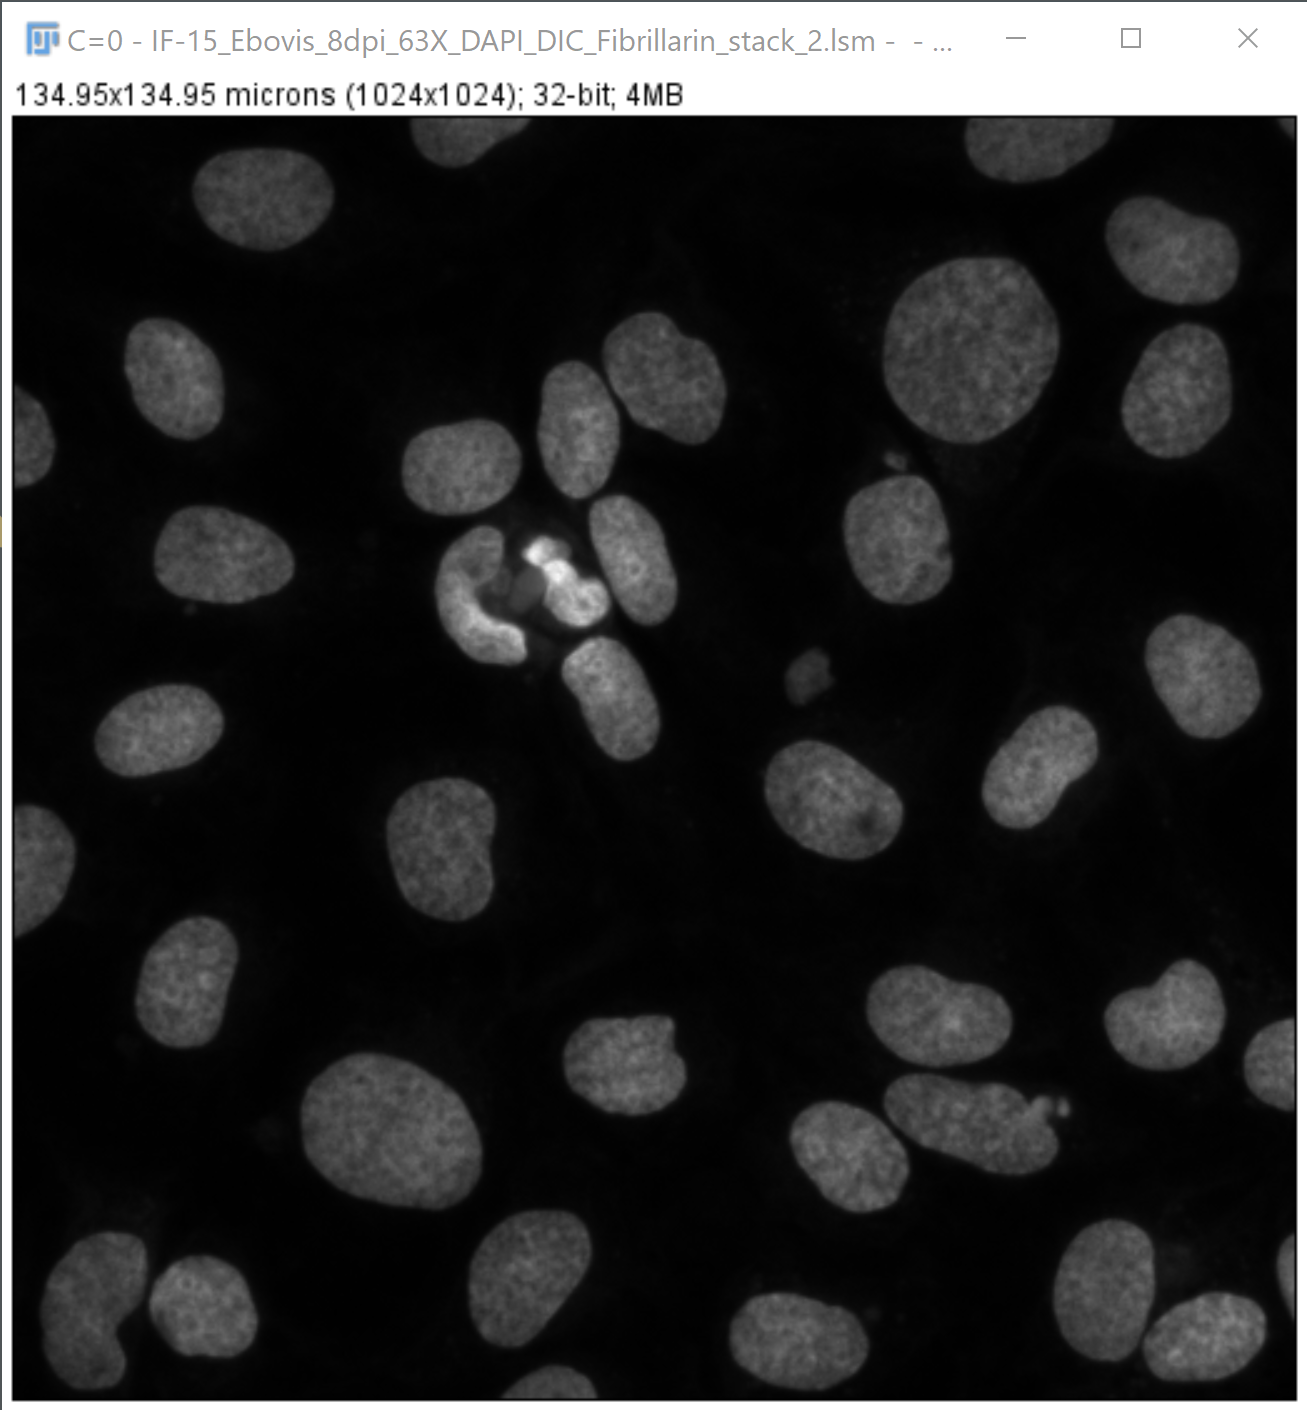 C=0 - IF-15_Ebovis_8dpi_63X_DAPI_DIC_Fibrillarin_stack_2.lsm - - ...
134.95x134.95 microns (1024x1024); 32-bit; 4MB